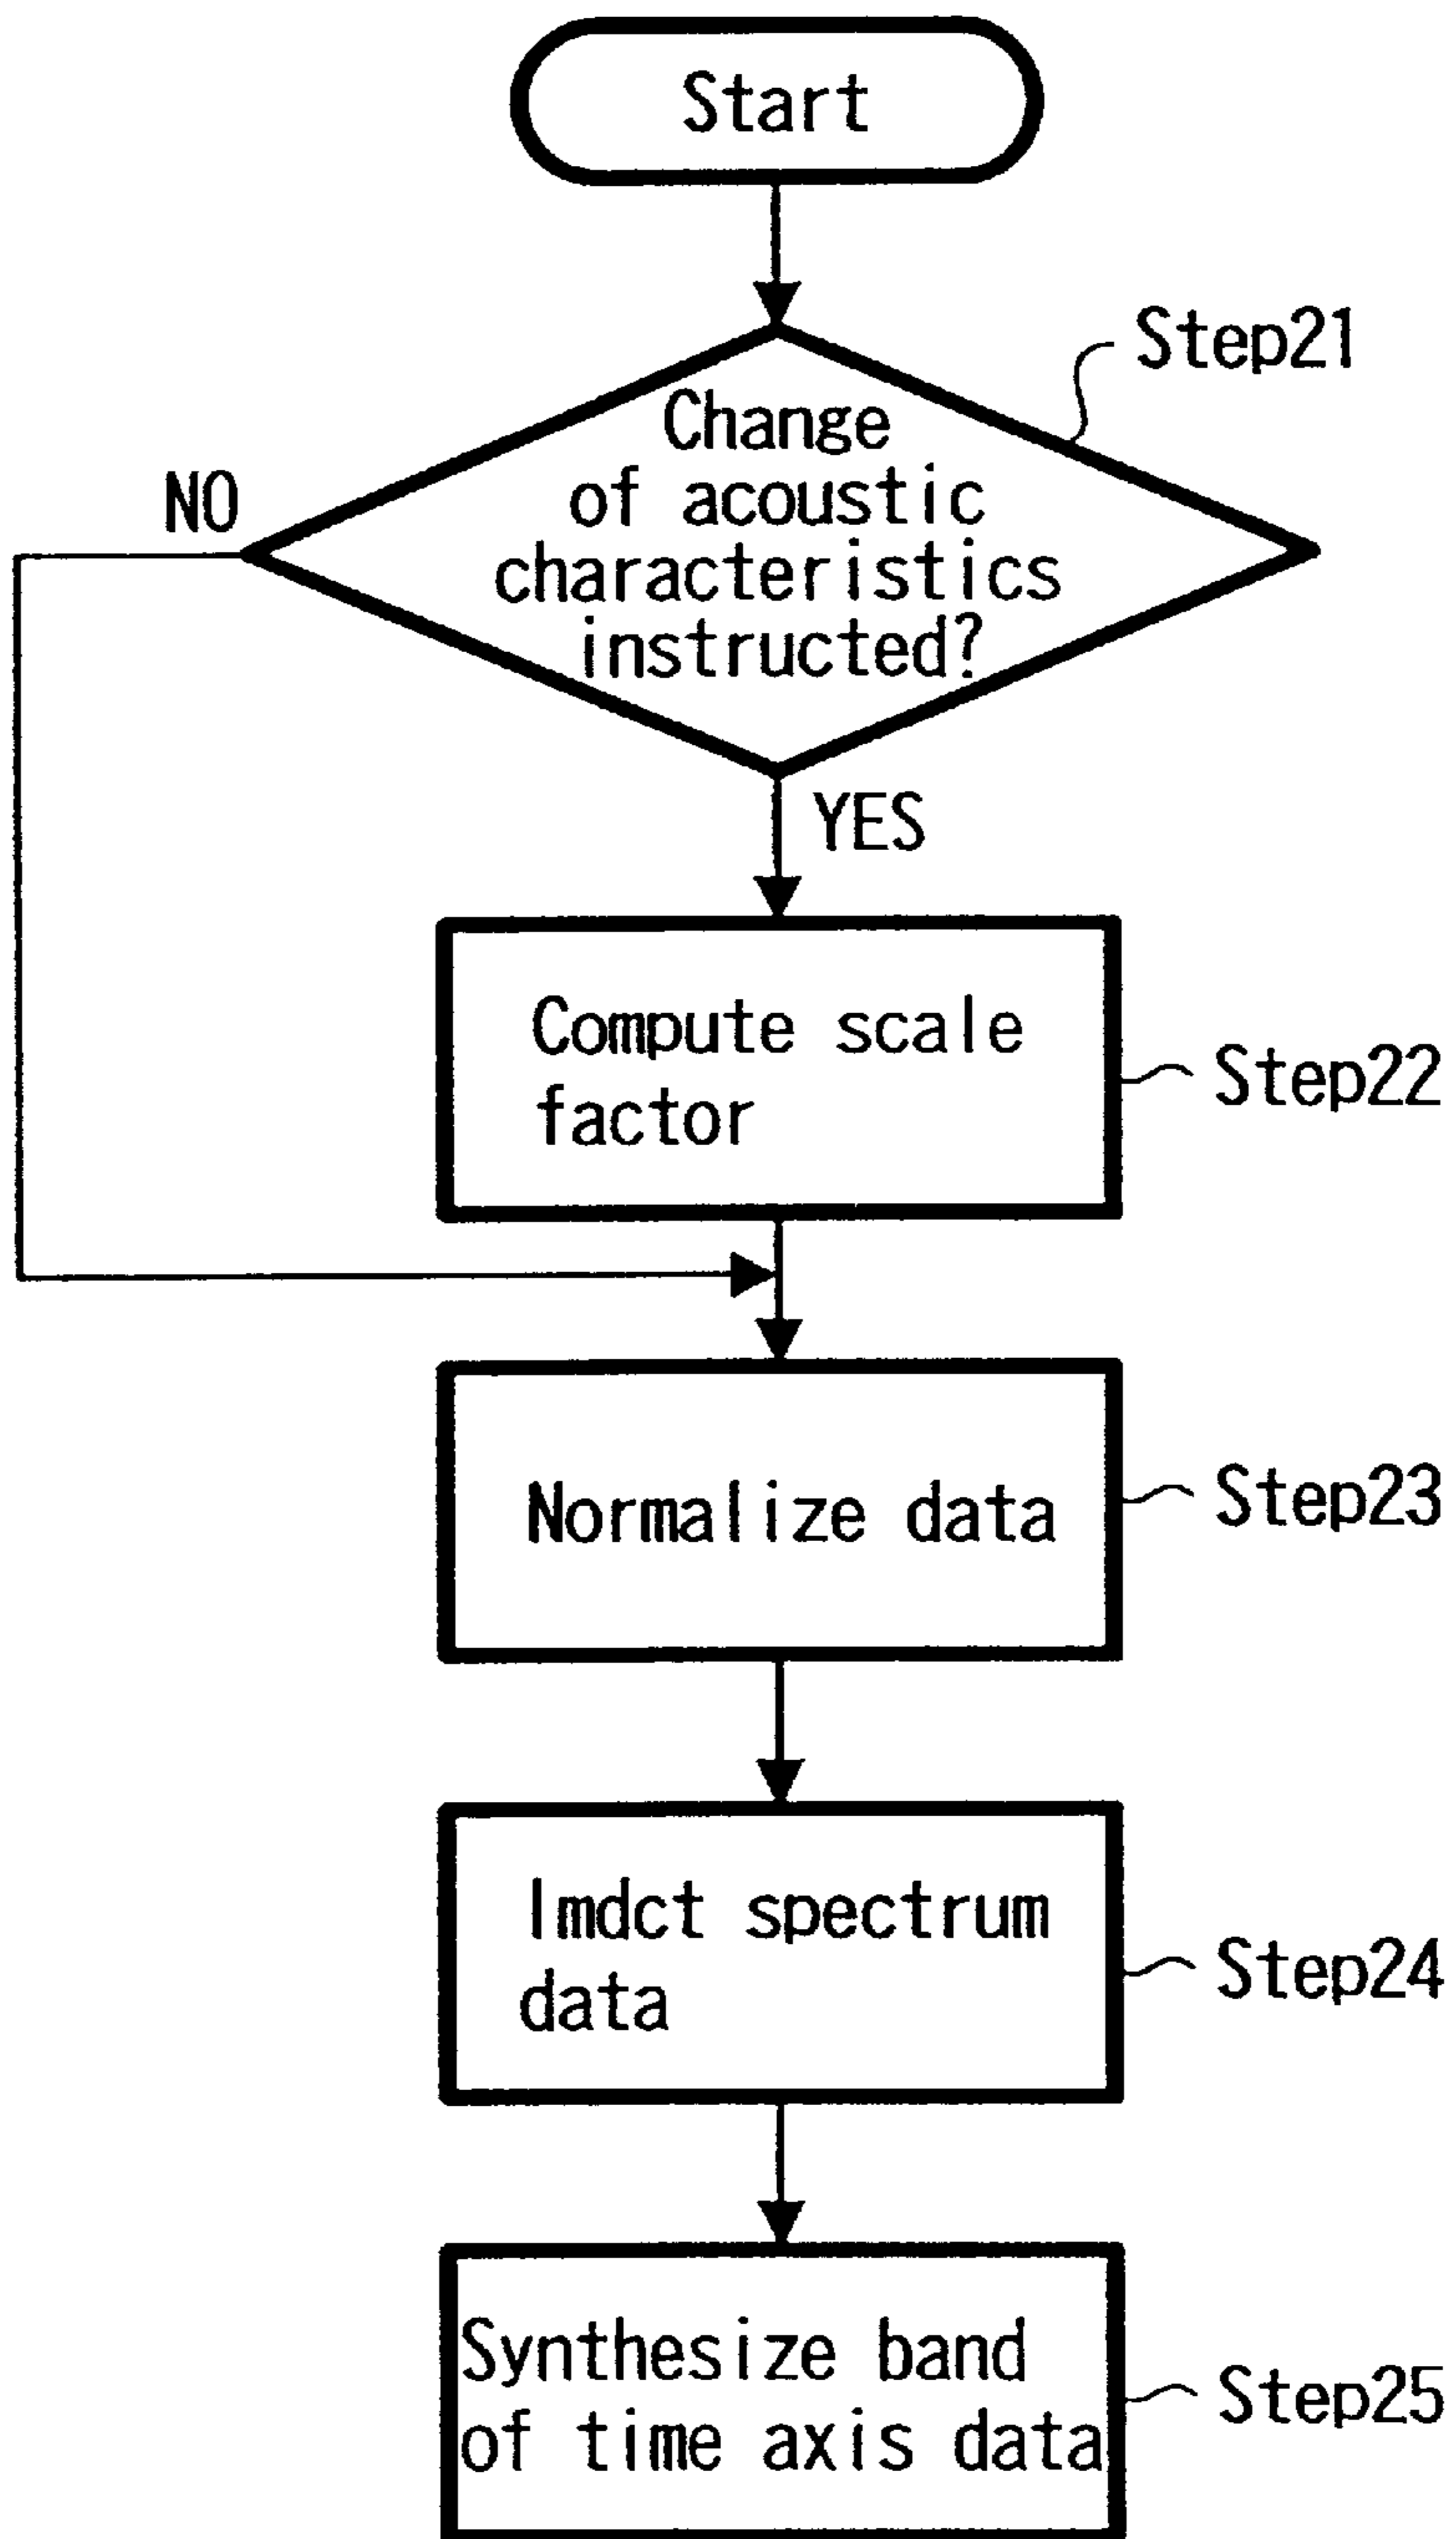 Start
Step21
Change
of acoustic
characteristics
instructed?
NO
YES
Compute scale
factor
Step22
Normalize data
Step23
Imdct spectrum
data
Step24
Synthesize band
of time axis data
Step25